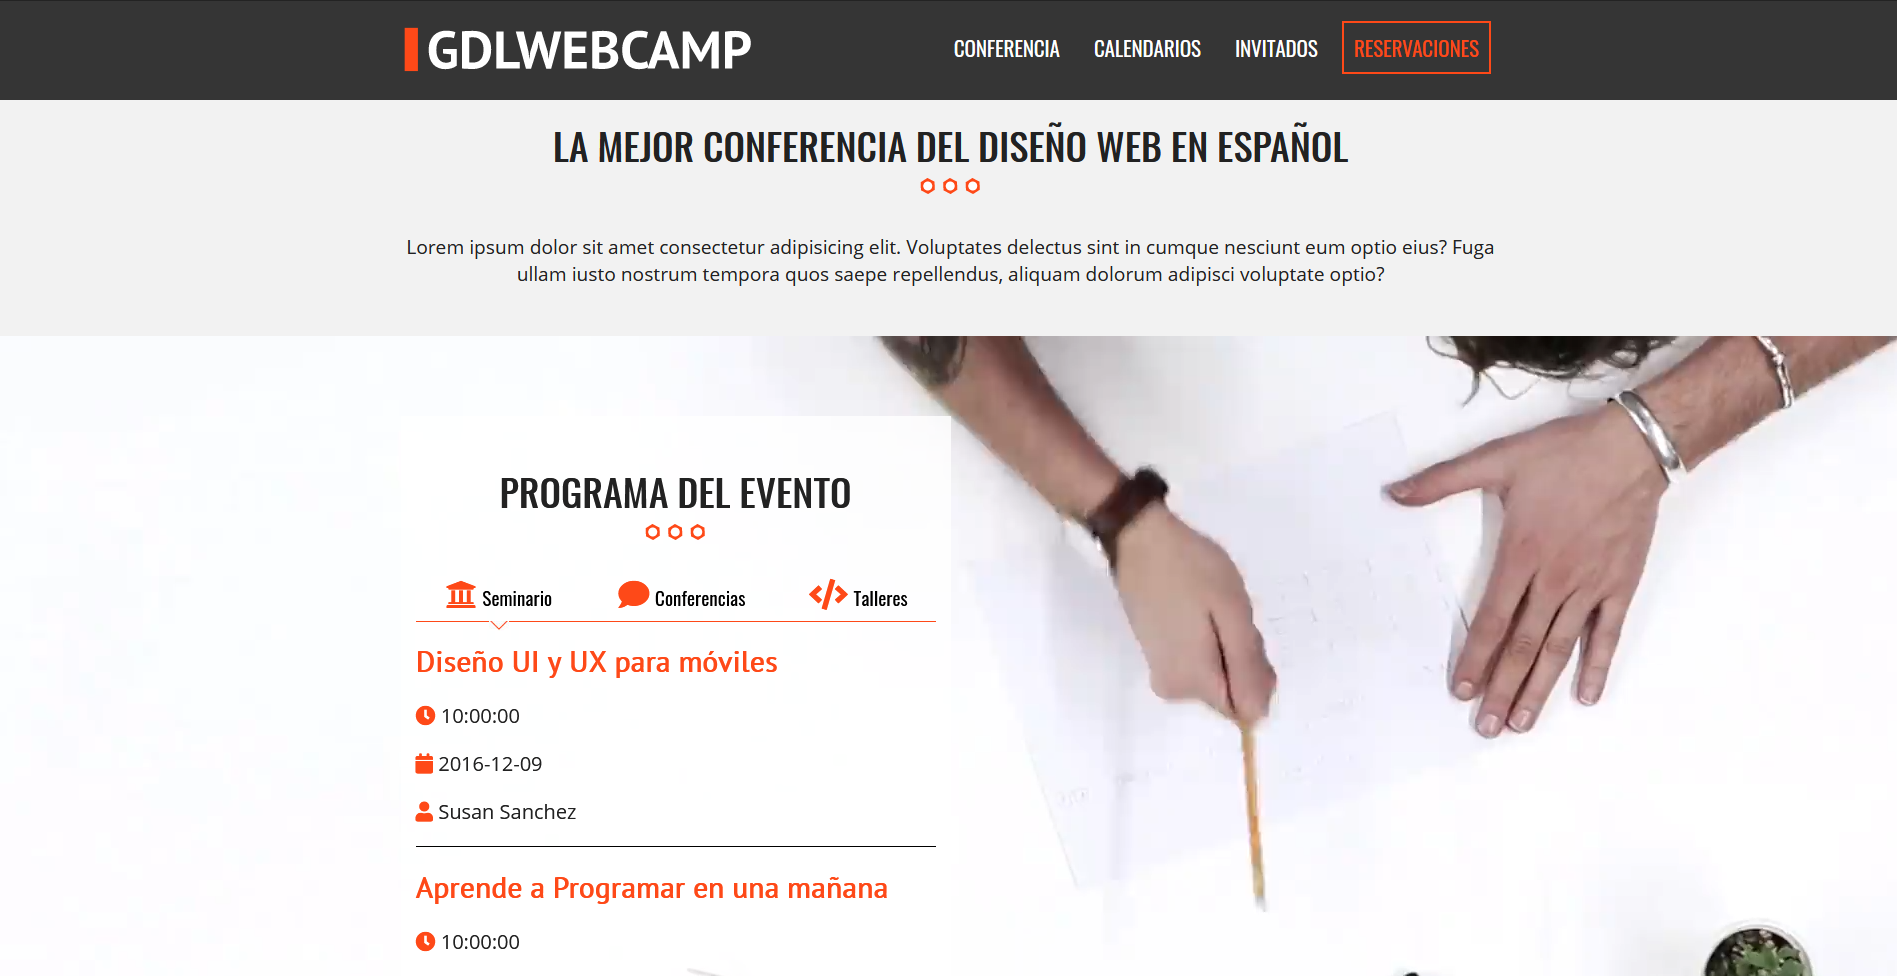 GDLWEBCAMP
CONFERENCIA CALENDARIOS INVITADOS RESERVACIONES
LA MEJOR CONFERENCIA DEL DISEÑO WEB EN ESPAÑOL
Lorem ipsum dolor sit amet consectetur adipisicing elit. Voluptates delectus sint in cumque nesciunt eum optio eius? Fuga
ullam iusto nostrum tempora quos saepe repellendus, aliquam dolorum adipisci voluptate optio?
PROGRAMA DEL EVENTO
Seminario Conferencias Talleres
Diseño UI y UX para móviles
10:00:00
2016-12-09
Susan Sanchez
Aprende a Programar en una mañana
10:00:00